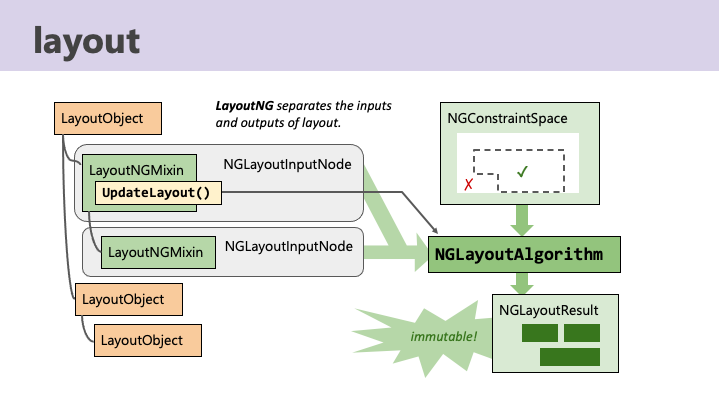 layout
LayoutNG separates the inputs
and outputs of layout.
LayoutObject
NGLayoutInputNode
LayoutNGMixin
UpdateLayout()
NGLayoutInputNode
LayoutNGMixin
LayoutObject
LayoutObject
NGConstraintSpace
✓
✗
NGLayoutAlgorithm
NGLayoutResult
immutable!